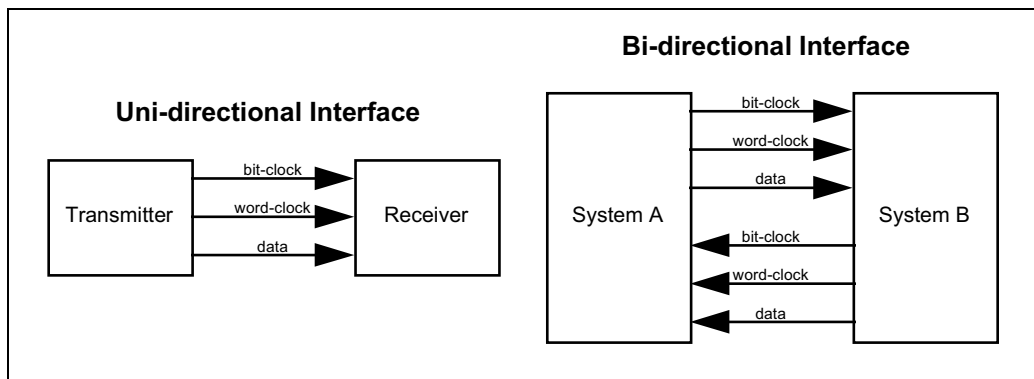 Uni-directional Interface
Transmitter
bit-clock
word-clock
data
Receiver
Bi-directional Interface
System A
bit-clock
word-clock
data
bit-clock
word-clock
data
System B